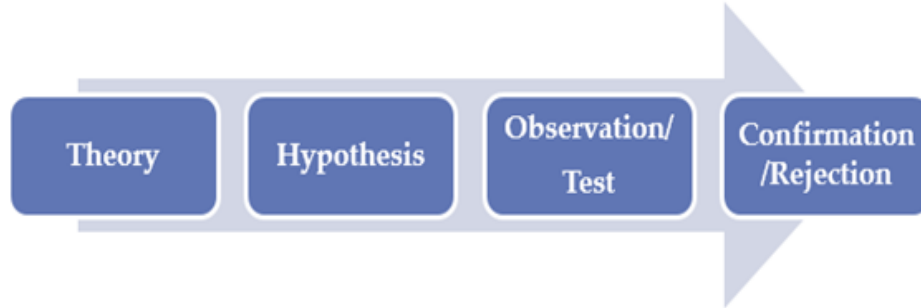 Theory
Hypothesis
Observation/
Test
Confirmation
/Rejection